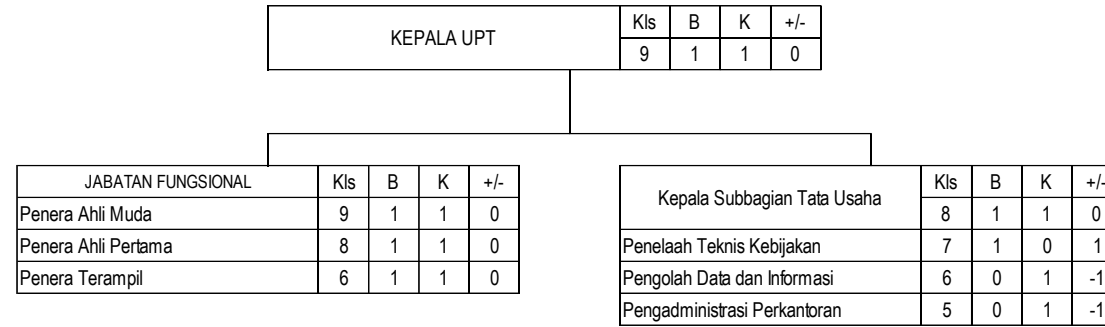 KEPALA UPT Kls B K +/-
9 1 1 0
JABATAN FUNGSIONAL Kls B K +/-
Penera Ahli Muda 9 1 1 0
Penera Ahli Pertama 8 1 1 0
Penera Terampil 6 1 1 0
Kepala Subbagian Tata Usaha Kls B K +/-
8 1 1 0
Penelaah Teknis Kebijakan 7 1 0 1
Pengolah Data dan Informasi 6 0 1 -1
Pengadministrasi Perkantoran 5 0 1 -1